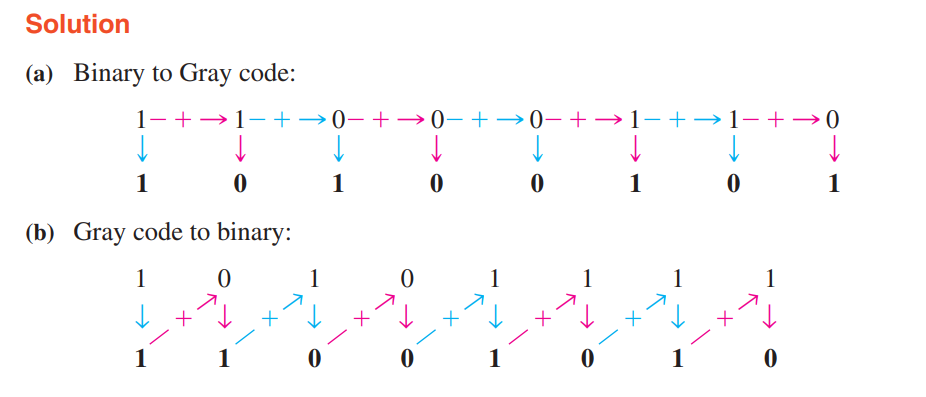 Solution
(a) Binary to Gray code:
1 − + → 1 − + → 0 − + → 0 − + → 0 − + → 1 − + → 1 − + → 0
↓ ↓ ↓ ↓ ↓ ↓ ↓ ↓
1 0 1 0 0 1 0 1
(b) Gray code to binary:
1 0 1 0 1 1 1 1
↓ + ↓ + ↓ + ↓ + ↓ + ↓ + ↓ + ↓
1 1 0 0 1 0 1 0